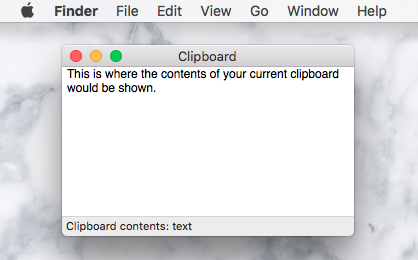 Finder File Edit View Go Window Help
Clipboard
This is where the contents of your current clipboard
would be shown.
Clipboard contents: text